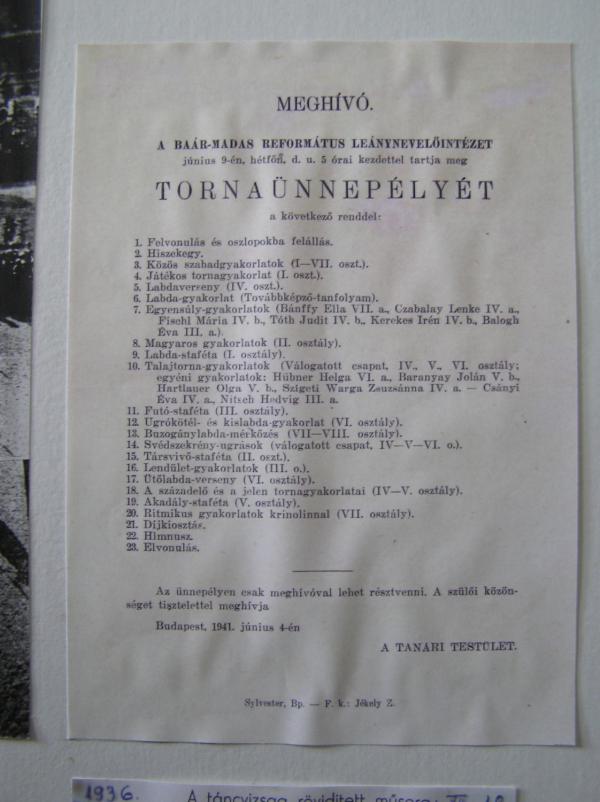 MEGHÍVÓ.
A BAÁR-MADAS REFORMÁTUS LEÁNYNEVELŐINTÉZET
június 9-én, hétfőn, d. u. 5 órai kezdettel tartja meg
TORNAÜNNEPÉLYÉT
a következő renddel:
1. Felvonulás és oszlopokba felállás.
2. Hiszekegy.
3. Közös szabadgyakorlatok (I—VII. oszt.).
4. Játékos tornagyakorlat (I. oszt.).
5. Labdaverseny (IV. oszt.).
6. Labda-gyakorlat (Továbbképző-tanfolyam).
7. Egyensúly-gyakorlatok (Bánffy Ella VII. a., Czabalay Lenke IV. a.,
Fischl Mária IV. b., Tóth Judit IV. b., Kerekes Irén IV. b., Balogh
Éva III. a.).
8. Magyaros gyakorlatok (II. osztály).
9. Labda-staféta (I. osztály).
10. Talajtorna-gyakorlatok (Válogatott csapat, IV., V., VI. osztály;
egyéni gyakorlatok: Hübner Helga VI. a., Baranyay Jolán V. b.,
Hartlauer Olga V. b., Szigeti Warga Zsuzsánna IV. a. — Csányi
Éva IV. a., Nitsch Hedvig III. a.
11. Futó-staféta (III. osztály).
12. Ugrókötél- és kislabda-gyakorlat (VI. osztály).
13. Buzogánylabda-mérkőzés (VII—VIII. osztály).
14. Svédszekrény-ugrások (válogatott csapat, IV—V—VI. o.).
15. Társvivő-staféta (II. oszt.).
16. Lendület-gyakorlatok (III. o.).
17. Ütőlabda-verseny (VI. osztály).
18. A századelő és a jelen tornagyakorlatai (IV—V. osztály).
19. Akadály-staféta (V. osztály).
20. Ritmikus gyakorlatok krinolinnal (VII. osztály).
21. Díjkiosztás.
22. Himnusz.
23. Elvonulás.
Az ünnepélyen csak meghívóval lehet résztvenni. A szülői közön-
séget tisztelettel meghívja
Budapest, 1941. június 4-én
A TANÁRI TESTÜLET.
Sylvester, Bp. — F. k.: Jékely Z.
1936. A táncvizsga rövidített műsora: